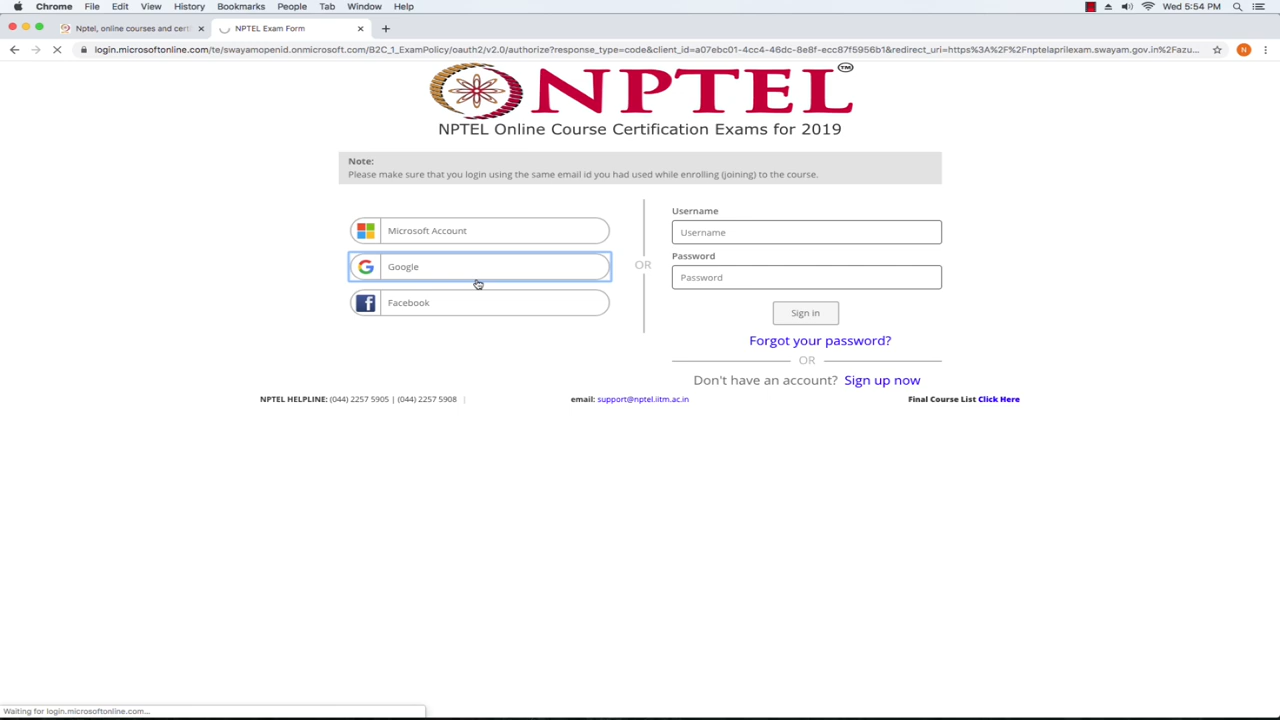 Chrome File Edit View History Bookmarks People Tab Window Help Wed 5:54 PM
Nptel, online courses and certi NPTEL Exam Form
login.microsoftonline.com/te/swayamopenid.onmicrosoft.com/B2C_1_ExamPolicy/oauth2/v2.0/authorize?response_type=code&client_id=a07ebc01-4cc4-46dc-8e8f-ecc87f5956b1&redirect_uri=https%3A%2F%2Fnptelaprilexam.swayam.gov.in%2Fazu... N
NPTEL TM
NPTEL Online Course Certification Exams for 2019
Note:
Please make sure that you login using the same email id you had used while enrolling (joining) to the course.
Microsoft Account
Google
Facebook
OR
Username
Username
Password
Password
Sign in
Forgot your password?
OR
Don't have an account? Sign up now
NPTEL HELPLINE: (044) 2257 5905 | (044) 2257 5908 | email: support@nptel.iitm.ac.in Final Course List Click Here
Waiting for login.microsoftonline.com...